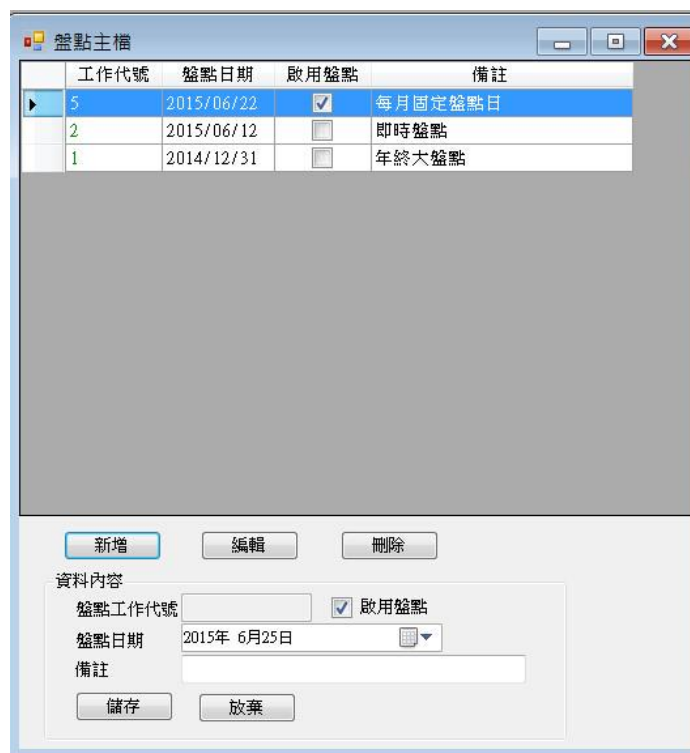 盤點主檔
工作代號 盤點日期 啟用盤點 備註
5 2015/06/22 每月固定盤點日
2 2015/06/12 即時盤點
1 2014/12/31 年終大盤點
新增 編輯 刪除
資料內容
盤點工作代號 啟用盤點
盤點日期 2015年 6月25日
備註
儲存 放棄